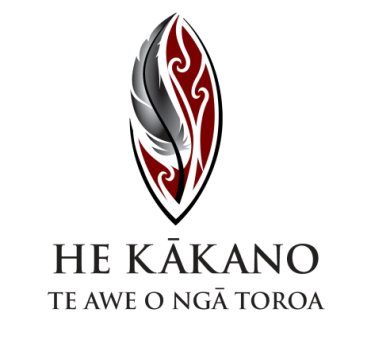 HE KĀKANO
TE AWE O NGĀ TOROA